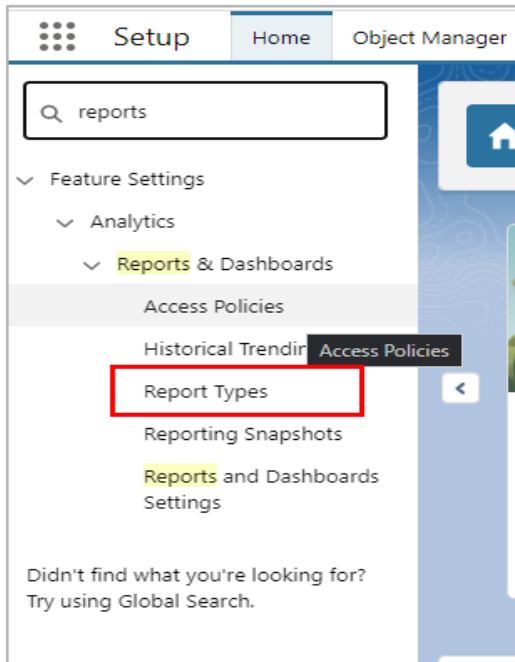 Setup Home Object Manager
reports
Feature Settings
Analytics
Reports & Dashboards
Access Policies
Historical Trendin
Access Policies
Report Types
Reporting Snapshots
Reports and Dashboards
Settings
Didn't find what you're looking for?
Try using Global Search.